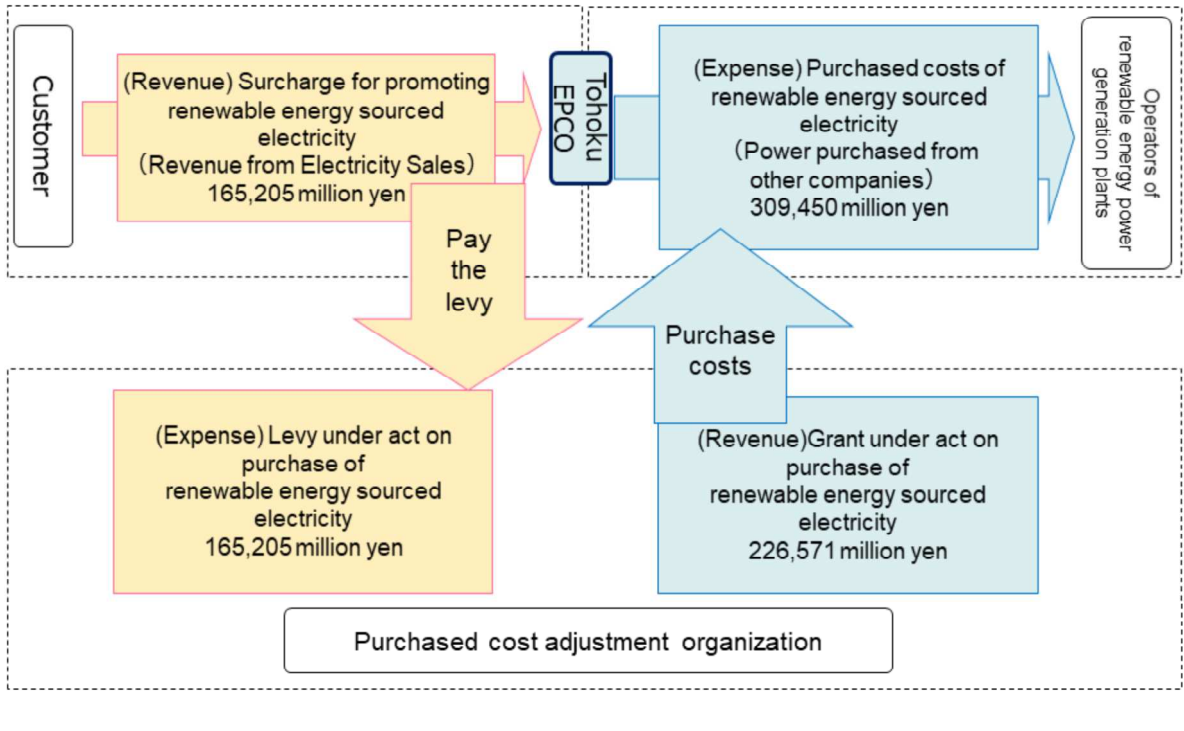 Customer
(Revenue) Surcharge for promoting
renewable energy sourced
electricity
（Revenue from Electricity Sales）
165,205 million yen
Tohoku
EPCO
(Expense) Purchased costs of
renewable energy sourced
electricity
（Power purchased from
other companies）
309,450 million yen
Operators of
renewable energy power
generation plants
Pay
the
levy
Purchase
costs
(Expense) Levy under act on
purchase of
renewable energy sourced
electricity
165,205 million yen
(Revenue)Grant under act on
purchase of
renewable energy sourced
electricity
226,571 million yen
Purchased cost adjustment organization